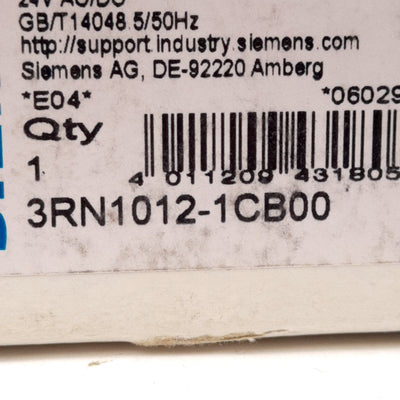 24V AC/DC
GB/T14048.5/50Hz
http://support.industry.siemens.com
Siemens AG, DE-92220 Amberg
*E04* *06029
Qty
1
4 011209 431805
3RN1012-1CB00